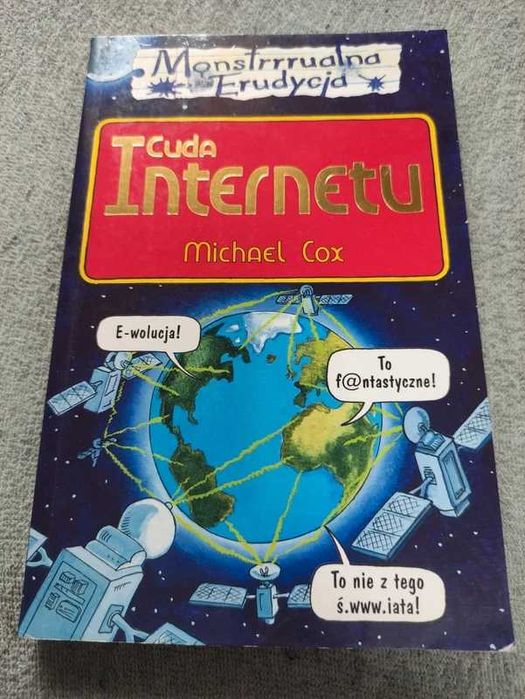 Monstrrrualna
Erudycja
Cuda
Internetu
Michael Cox
E-wolucja!
To
f@ntastyczne!
To nie z tego
ś.www.iata!